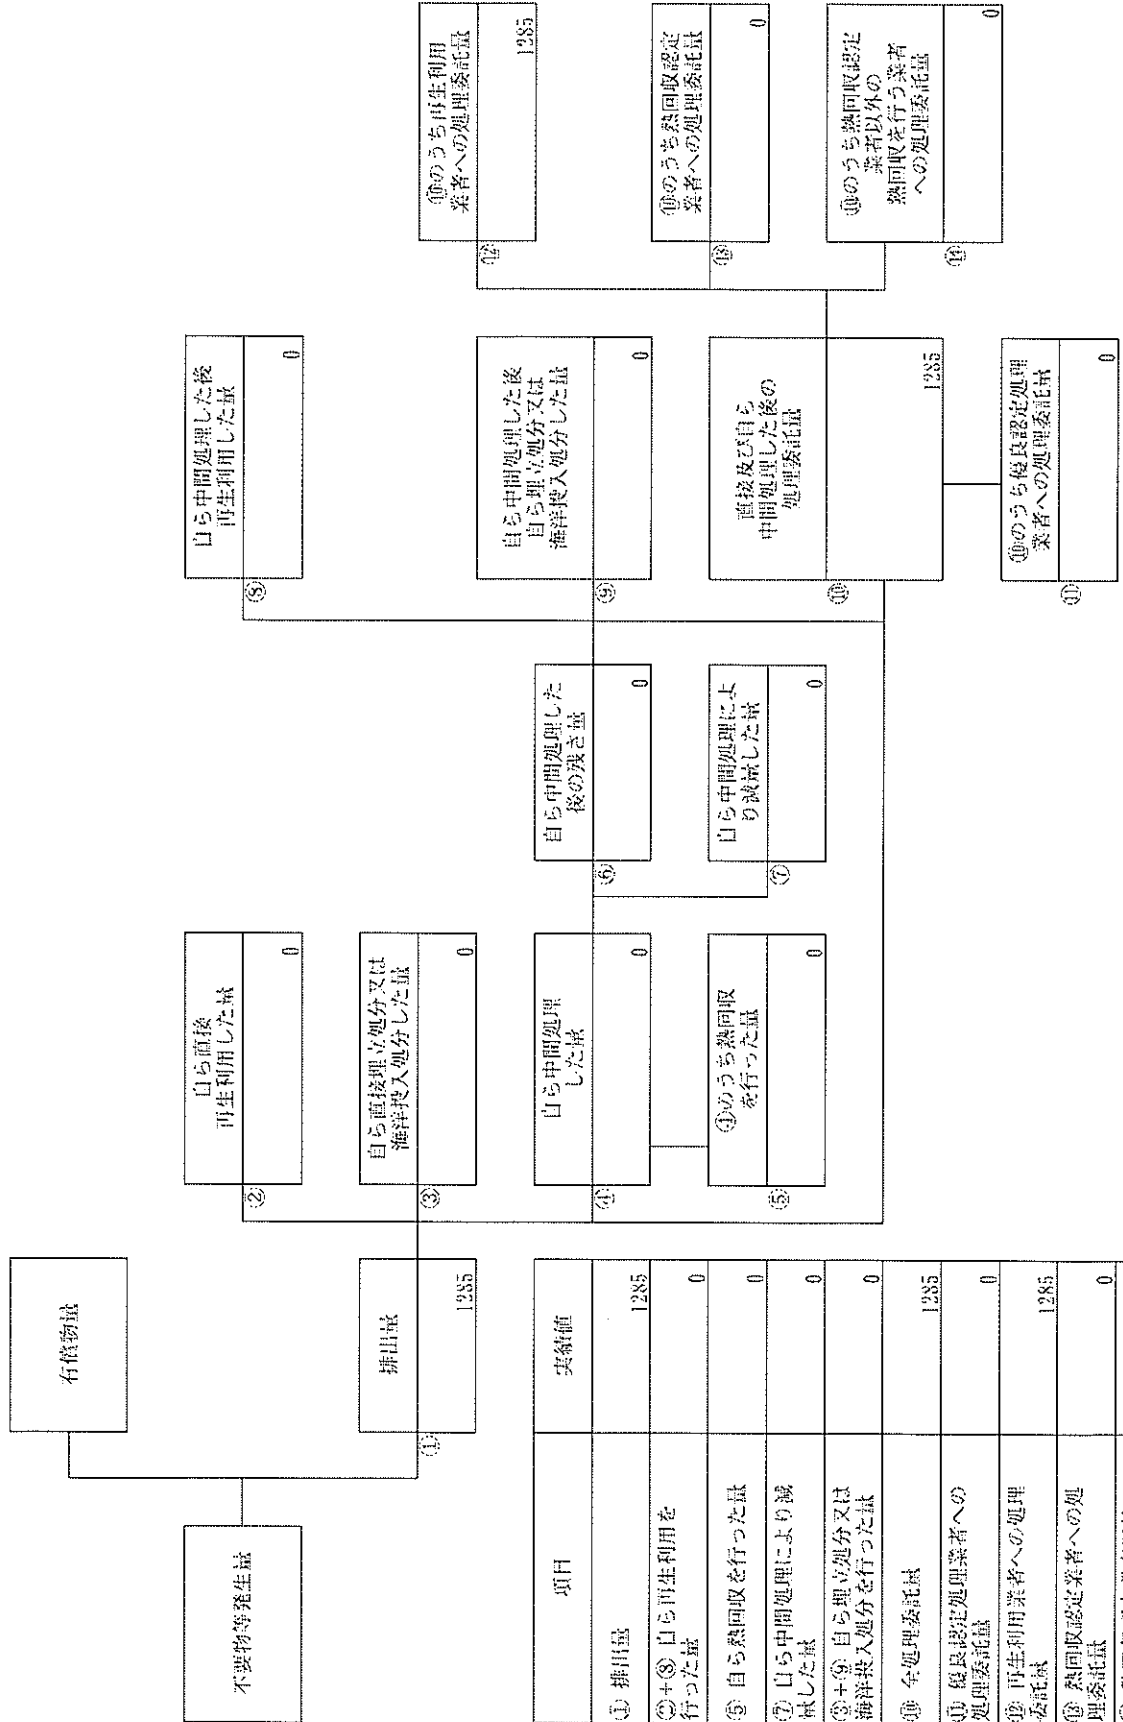 不要物等発生量
有償物量
①
排出量
1285
②
自ら直接
再生利用した量
0
③
自ら直接埋立処分又は
海洋投入処分した量
0
④
自ら中間処理
した量
0
⑤
④のうち熱回収
を行った量
0
⑥
自ら中間処理した
後の残さ量
0
⑦
自ら中間処理によ
り減量した量
0
⑧
自ら中間処理した後
再生利用した量
0
⑨
自ら中間処理した後
自ら埋立処分又は
海洋投入処分した量
0
⑩
直接及び自ら
中間処理した後の
処理委託量
1285
⑪
⑩のうち優良認定処理
業者への処理委託量
0
⑫
⑩のうち再生利用
業者への処理委託量
1285
⑬
⑩のうち熱回収認定
業者への処理委託量
0
⑭
⑩のうち熱回収認定
業者以外の
熱回収を行う業者
への処理委託量
0
項目 実績値
① 排出量 1285
②+⑧ 自ら再生利用を
行った量 0
⑤ 自ら熱回収を行った量 0
⑦ 自ら中間処理により減
量した量 0
③+⑨ 自ら埋立処分又は
海洋投入処分を行った量 0
⑩ 全処理委託量 1285
⑪ 優良認定処理業者への
処理委託量 0
⑫ 再生利用業者への処理
委託量 1285
⑬ 熱回収認定業者への処
理委託量 0